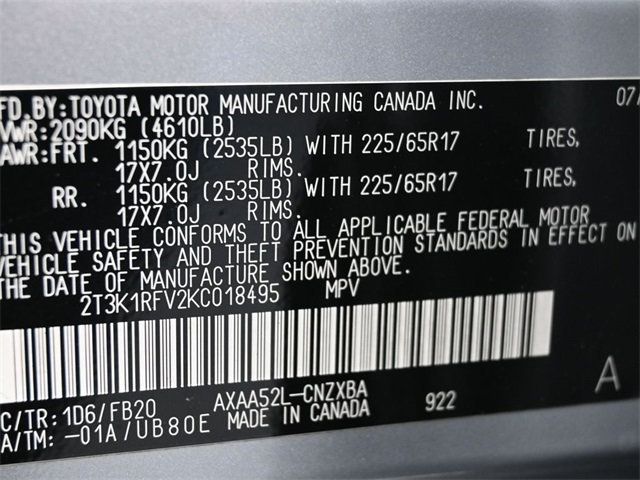 MFD.BY:TOYOTA MOTOR MANUFACTURING CANADA INC. 07/
VWR:2090KG (4610LB)
AWR:FRT. 1150KG (2535LB) WITH 225/65R17 TIRES,
17X7.0J RIMS.
RR. 1150KG (2535LB) WITH 225/65R17 TIRES,
17X7.0J RIMS.
THIS VEHICLE CONFORMS TO ALL APPLICABLE FEDERAL MOTOR
VEHICLE SAFETY AND THEFT PREVENTION STANDARDS IN EFFECT ON
THE DATE OF MANUFACTURE SHOWN ABOVE.
2T3K1RFV2KC018495 MPV
A
C/TR:1D6/FB20 AXAA52L-CNZXBA 922
A/TM:-01A/UB80E MADE IN CANADA